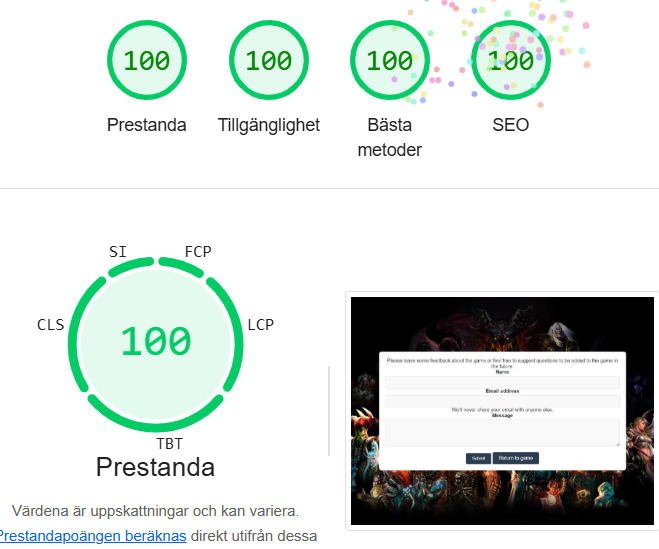 100
100
100
100
Prestanda
Tillgänglighet
Bästa
metoder
SEO
SI
FCP
CLS
100
LCP
TBT
Prestanda
Värdena är uppskattningar och kan variera.
Prestandapoängen beräknas direkt utifrån dessa
Please leave some feedback about the game or feel free to suggest questions to be added to the game in
the future.
Name
Email address
We'll never share your email with anyone else.
Message
Submit
Return to game